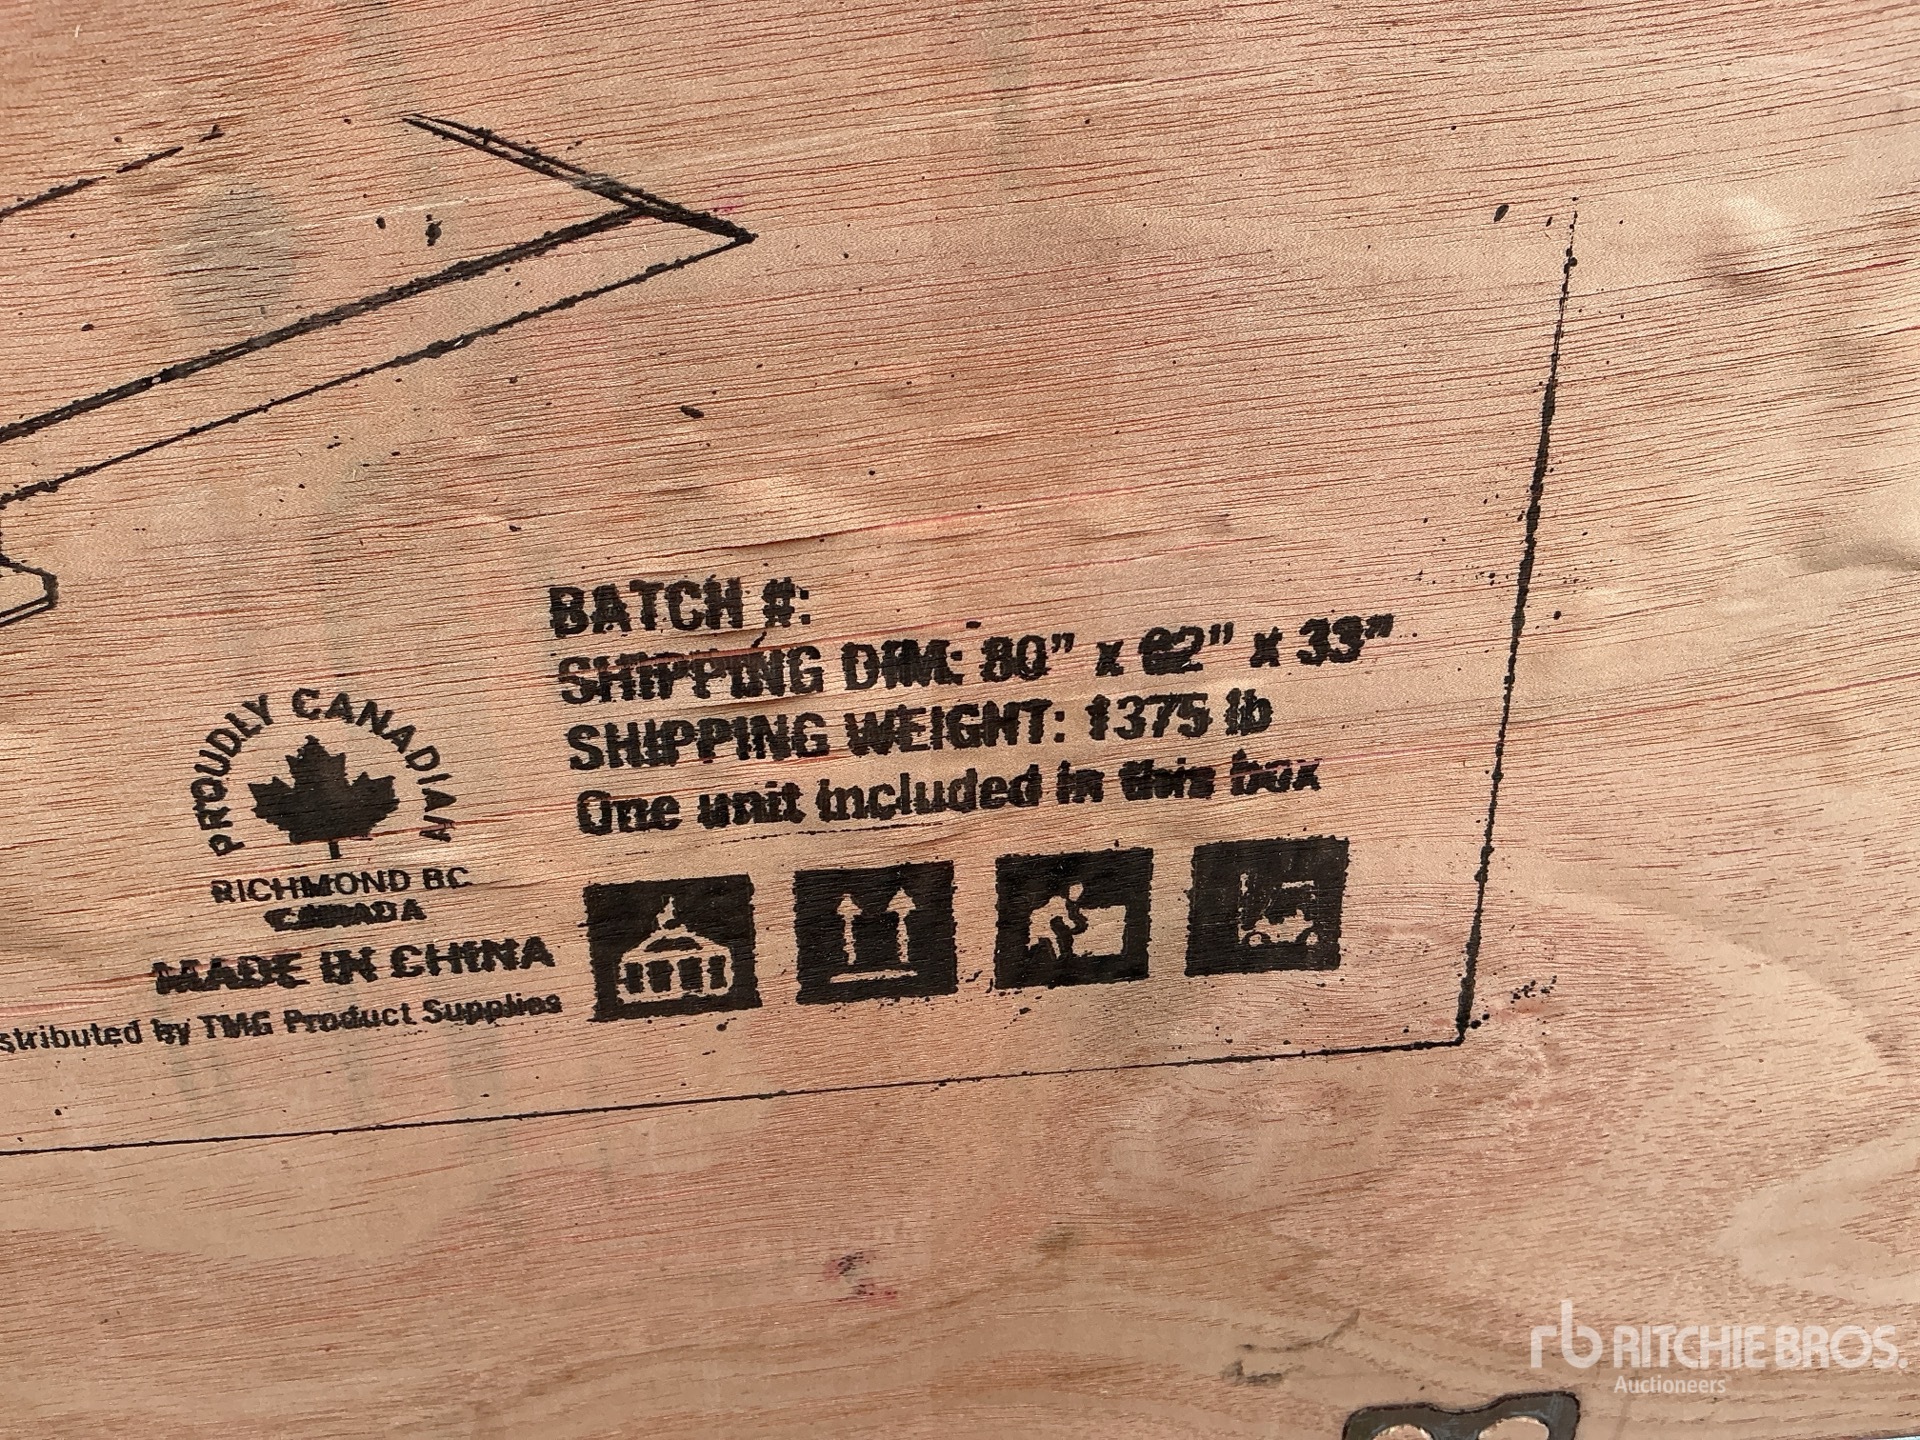 BATCH #:
SHIPPING DIM: 80" x 62" x 33"
SHIPPING WEIGHT: 1375 lb
One unit included in this box
PROUDLY CANADIAN
RICHMOND BC
CANADA
MADE IN CHINA
stributed by TMG Product Supplies
rb RITCHIE BROS.
Auctioneers